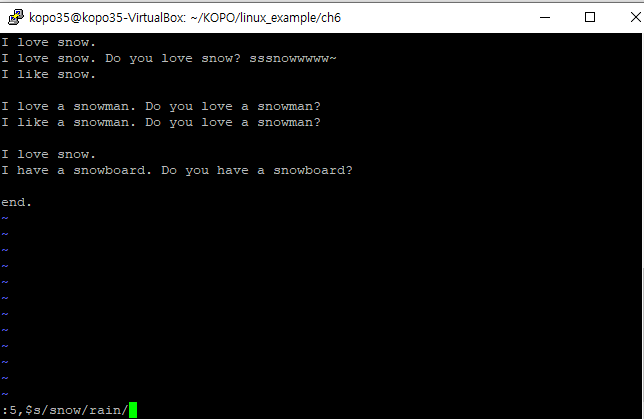 kopo35@kopo35-VirtualBox: ~/KOPO/linux_example/ch6
I love snow.
I love snow. Do you love snow? sssnowwwww~
I like snow.
I love a snowman. Do you love a snowman?
I like a snowman. Do you love a snowman?
I love snow.
I have a snowboard. Do you have a snowboard?
end.
~
~
~
~
~
~
~
~
~
~
~
~
:5,$s/snow/rain/